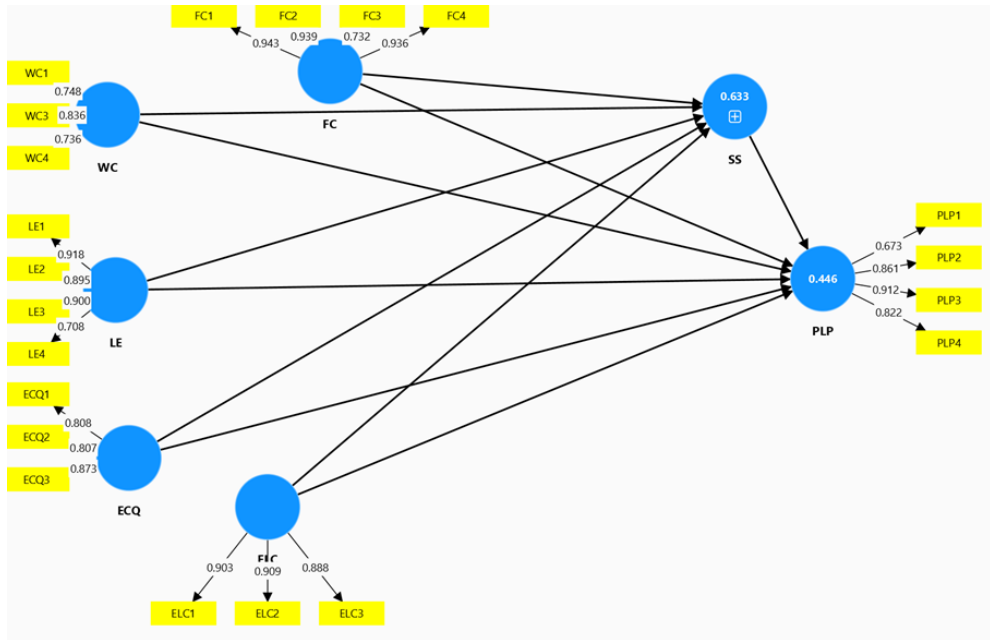 FC1
FC2
FC3
FC4
0.943
0.939
0.732
0.936
FC
WC1
WC3
WC4
0.748
0.836
0.736
WC
0.633
SS
LE1
LE2
LE3
LE4
0.918
0.895
0.900
0.708
LE
PLP1
PLP2
PLP3
PLP4
0.673
0.861
0.912
0.822
0.446
PLP
ECQ1
ECQ2
ECQ3
0.808
0.807
0.873
ECQ
ELC
0.903
0.909
0.888
ELC1
ELC2
ELC3